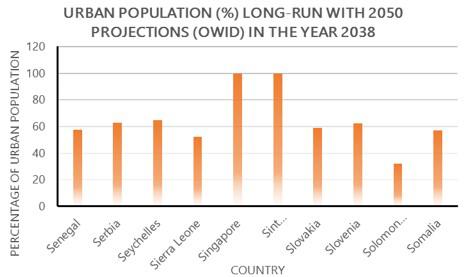 URBAN POPULATION (%) LONG-RUN WITH 2050
PROJECTIONS (OWID) IN THE YEAR 2038
PERCENTAGE OF URBAN POPULATION
120
100
80
60
40
20
0
Senegal
Serbia
Seychelles
Sierra Leone
Singapore
Sint...
Slovakia
Slovenia
Solomon...
Somalia
COUNTRY